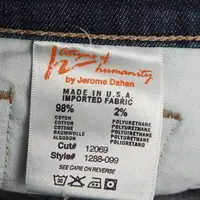 Citizens of
humanity
by Jerome Dahan
MADE IN U.S.A.
IMPORTED FABRIC
98% 2%
COTON POLYURETHANE
COTTON POLYURETHANE
COTONE POLIURETANO
BAUMWOLLE POLYURETHAN
ALGODON POLIURETANO
Cut# 12069
Style# 1288-099
SEE CARE ON REVERSE